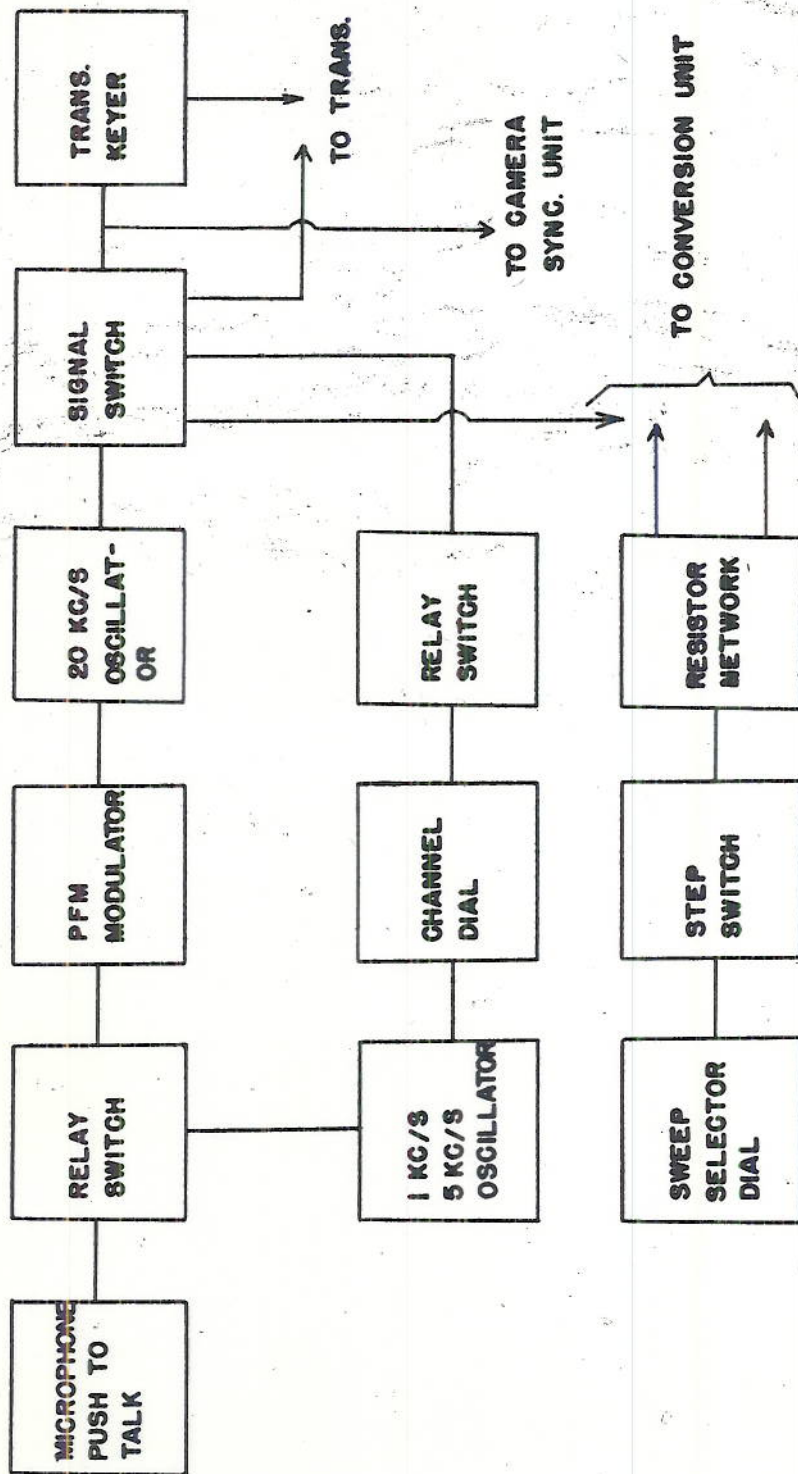 MICROPHONE
PUSH TO
TALK
RELAY
SWITCH
PFM
MODULATOR
20 KC/S
OSCILLAT-
OR
SIGNAL
SWITCH
TRANS.
KEYER
TO TRANS.
TO CAMERA
SYNC. UNIT
1 KC/S
5 KC/S
OSCILLATOR
CHANNEL
DIAL
RELAY
SWITCH
SWEEP
SELECTOR
DIAL
STEP
SWITCH
RESISTOR
NETWORK
TO CONVERSION UNIT